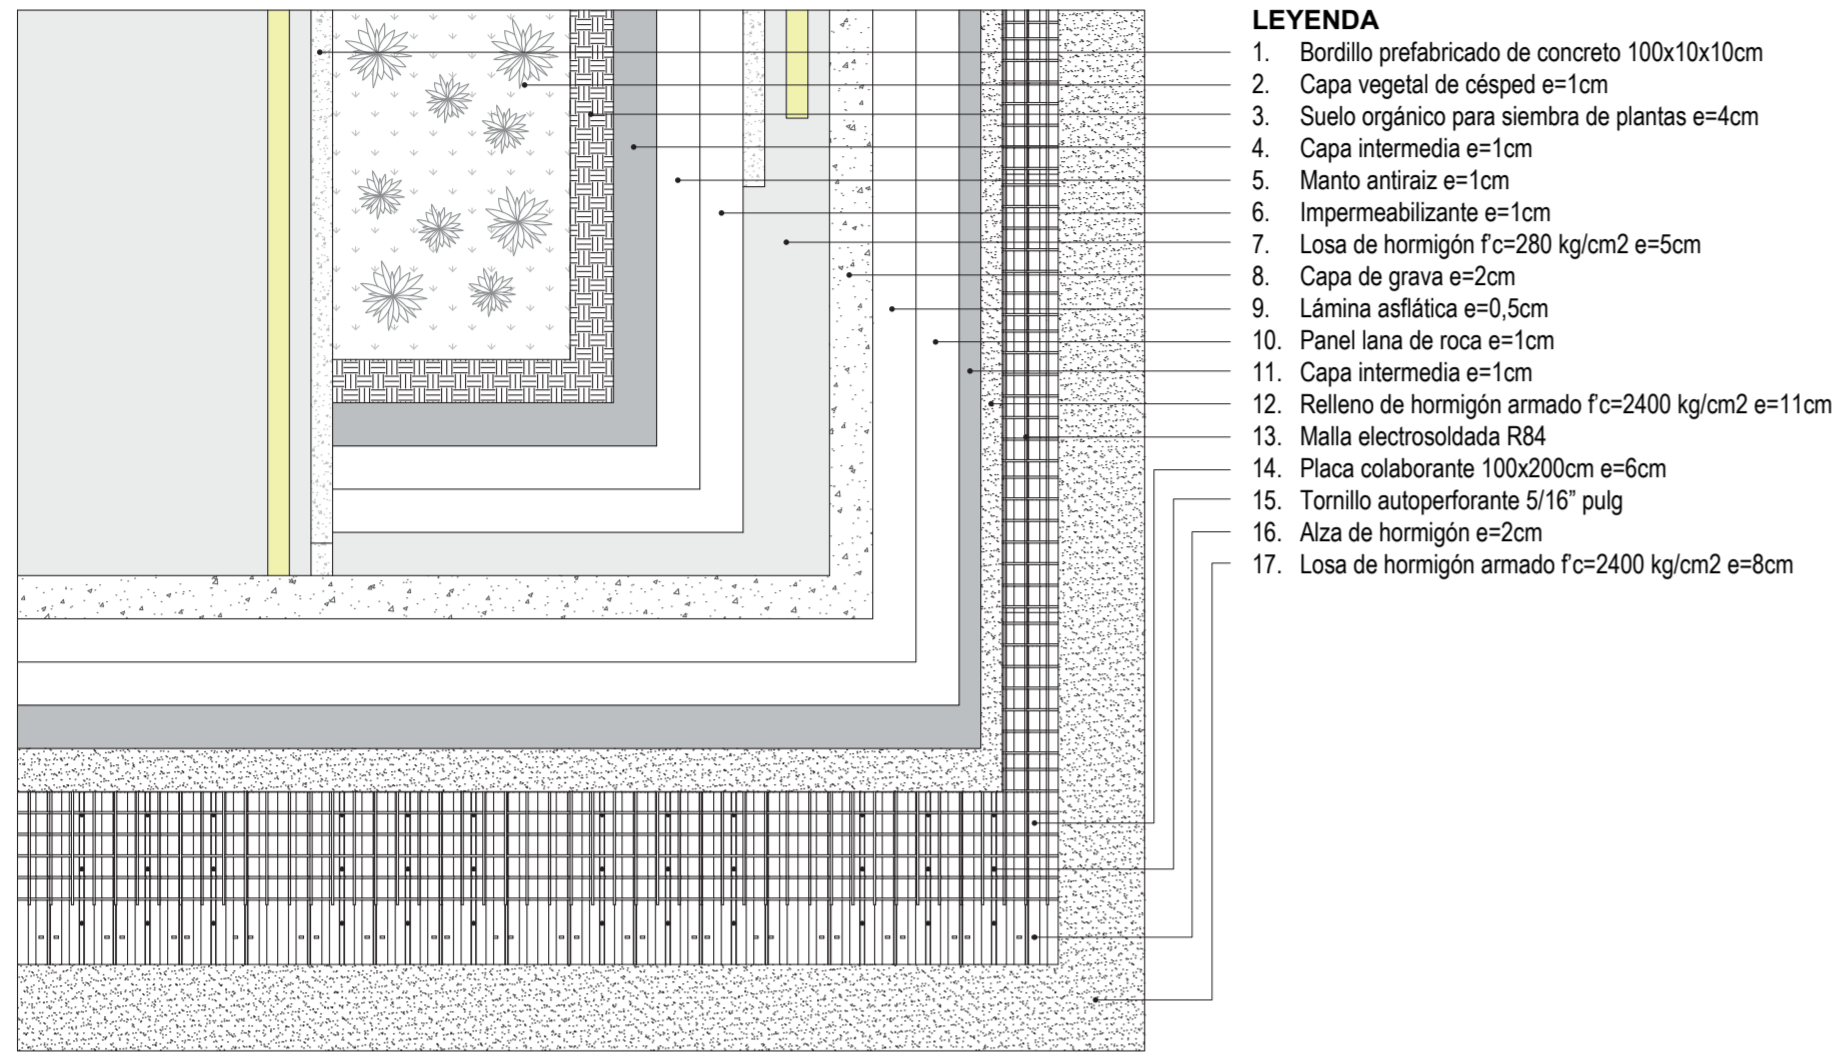 LEYENDA
1. Bordillo prefabricado de concreto 100x10x10cm
2. Capa vegetal de césped e=1cm
3. Suelo orgánico para siembra de plantas e=4cm
4. Capa intermedia e=1cm
5. Manto antiraiz e=1cm
6. Impermeabilizante e=1cm
7. Losa de hormigón f'c=280 kg/cm2 e=5cm
8. Capa de grava e=2cm
9. Lámina asflática e=0,5cm
10. Panel lana de roca e=1cm
11. Capa intermedia e=1cm
12. Relleno de hormigón armado f'c=2400 kg/cm2 e=11cm
13. Malla electrosoldada R84
14. Placa colaborante 100x200cm e=6cm
15. Tornillo autoperforante 5/16” pulg
16. Alza de hormigón e=2cm
17. Losa de hormigón armado f'c=2400 kg/cm2 e=8cm